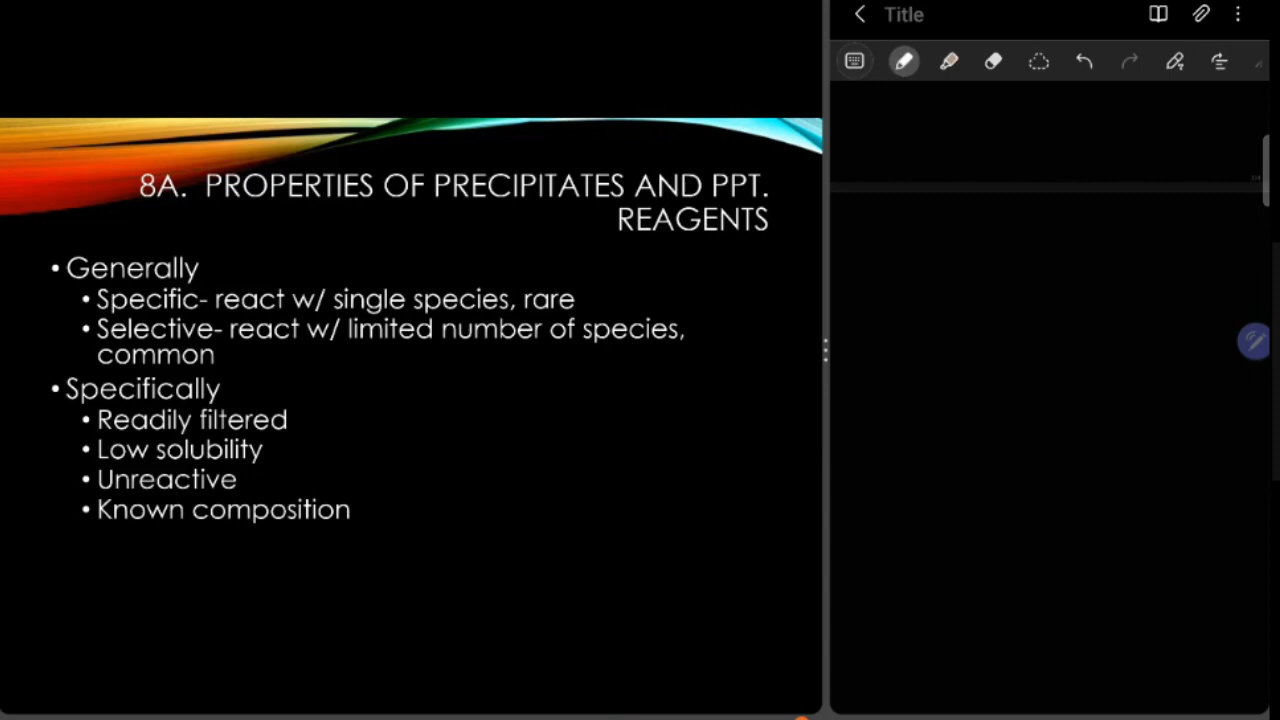 Title
8A. PROPERTIES OF PRECIPITATES AND PPT.
REAGENTS
• Generally
• Specific- react w/ single species, rare
• Selective- react w/ limited number of species,
common
• Specifically
• Readily filtered
• Low solubility
• Unreactive
• Known composition